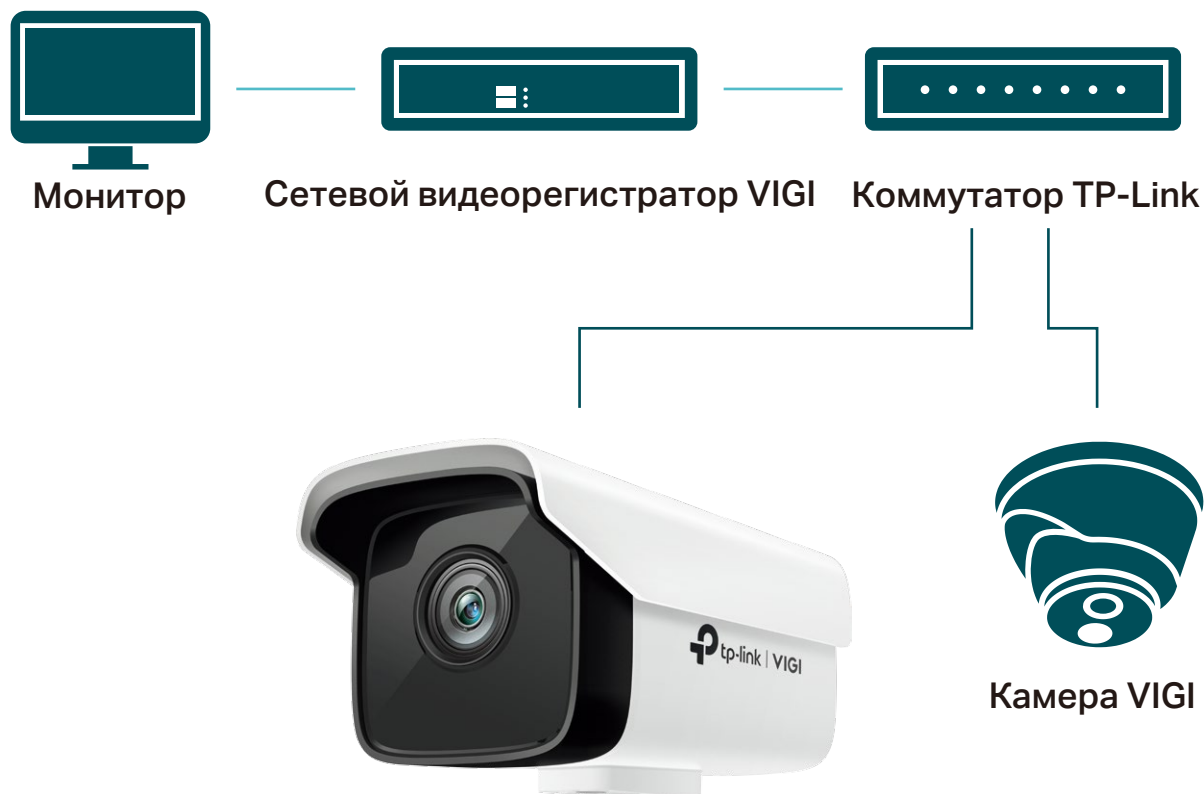 Монитор
Сетевой видеорегистратор VIGI
Коммутатор TP-Link
tp-link | VIGI
Камера VIGI